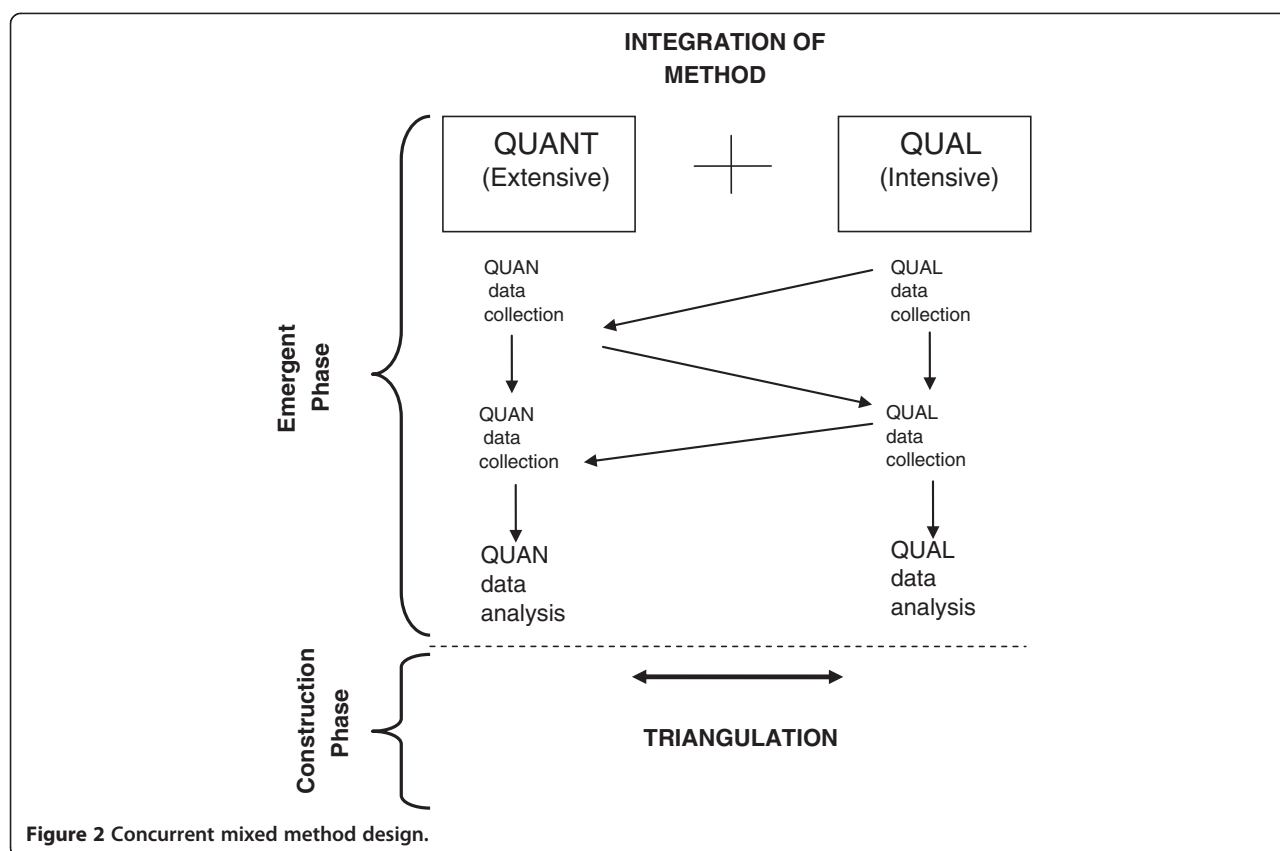 INTEGRATION OF
METHOD
QUANT
(Extensive)
QUAL
(Intensive)
Emergent
Phase
QUAN
data
collection
QUAL
data
collection
QUAN
data
collection
QUAL
data
collection
QUAN
data
analysis
QUAL
data
analysis
Construction
Phase
TRIANGULATION
Figure 2 Concurrent mixed method design.